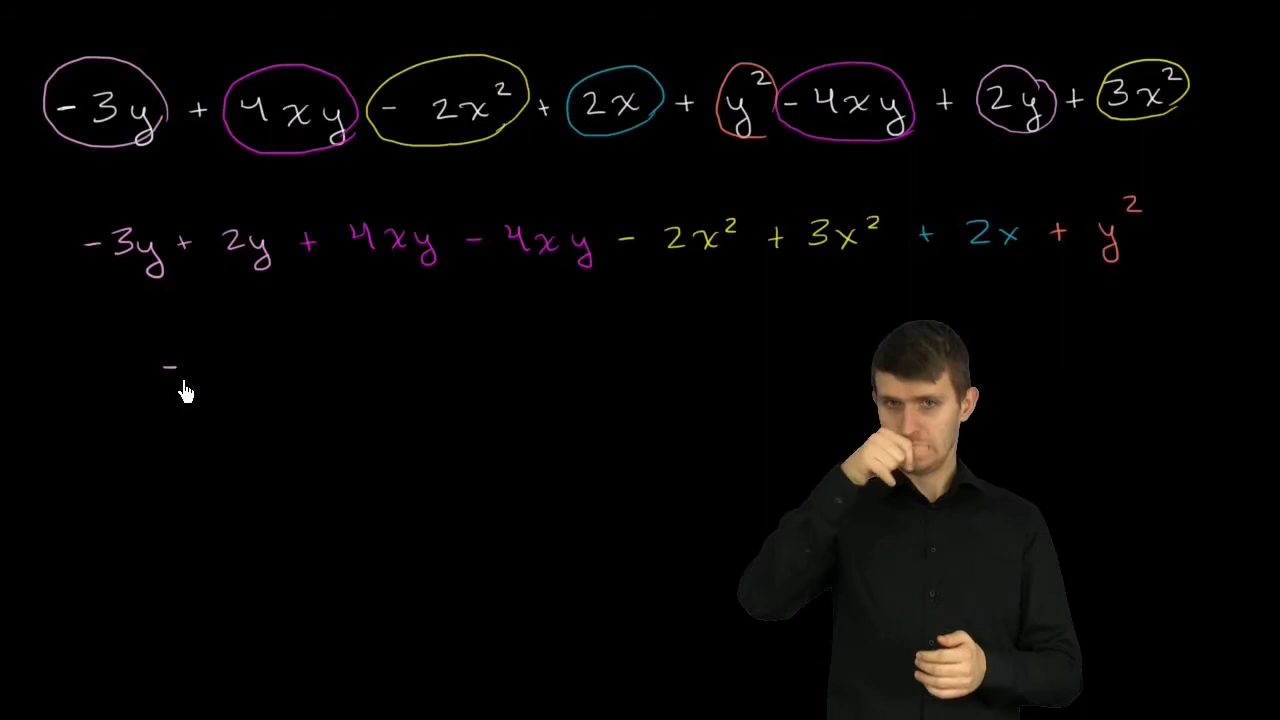 -3y + 4xy - 2x² + 2x + y² - 4xy + 2y + 3x²
-3y + 2y + 4xy - 4xy - 2x² + 3x² + 2x + y²
-